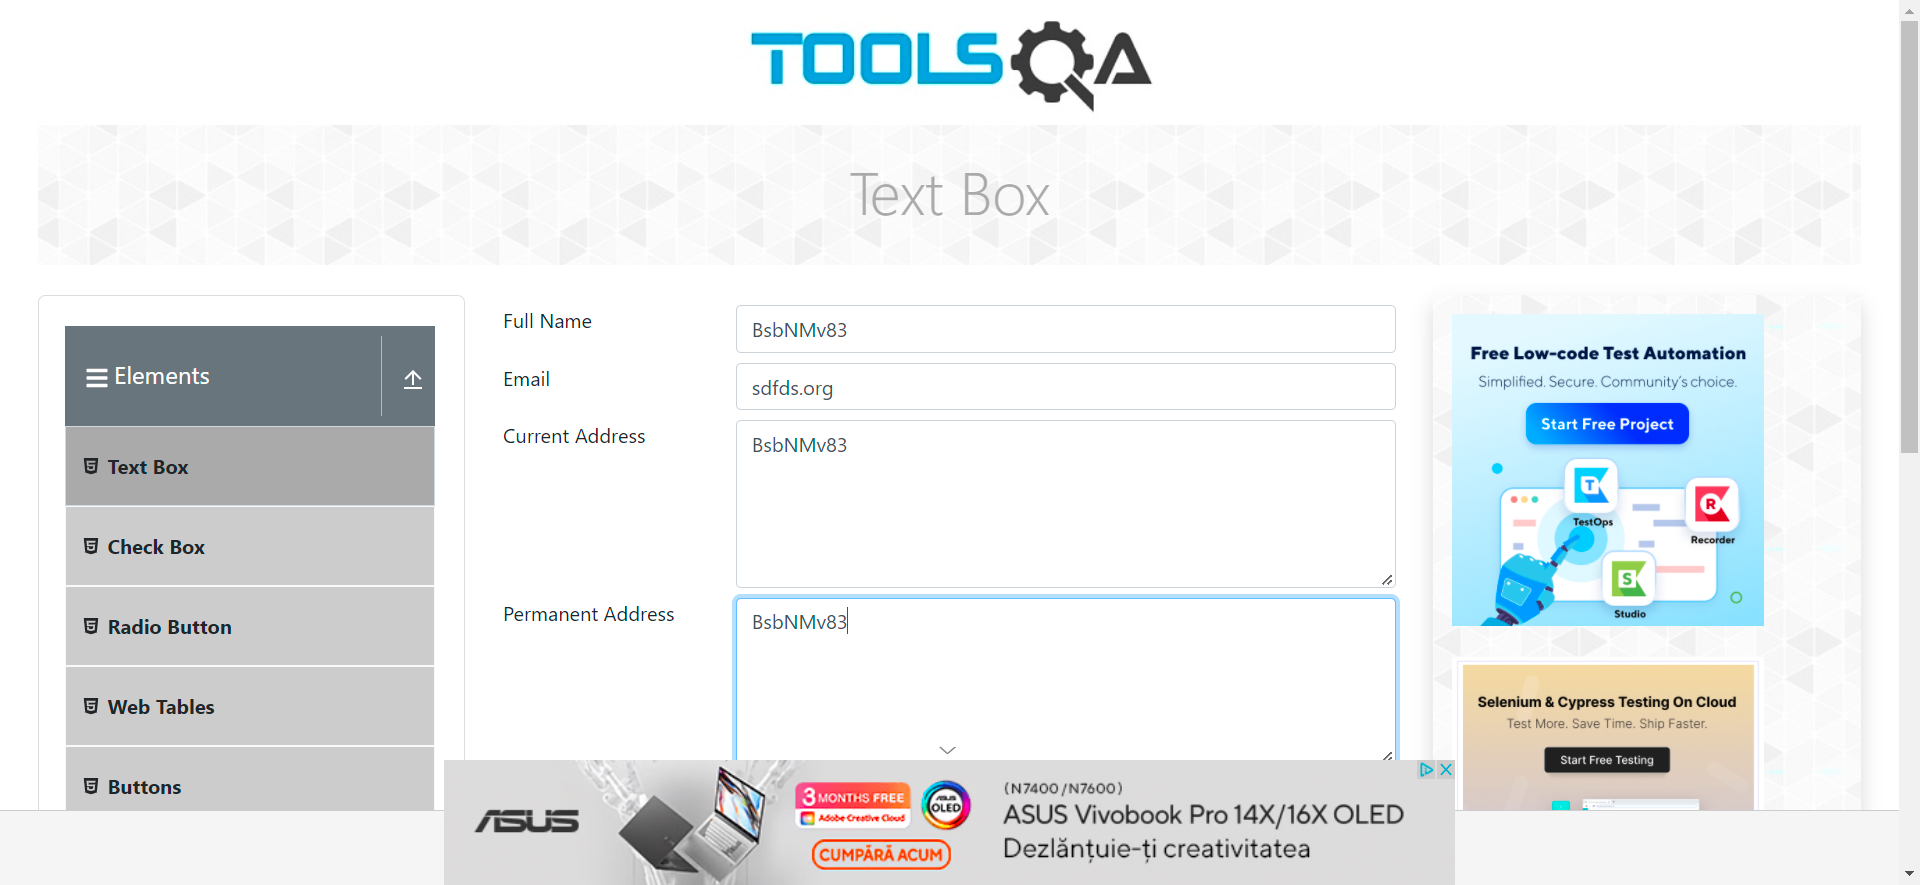 TOOLSQA
Text Box
Elements
Text Box
Check Box
Radio Button
Web Tables
Buttons
Full Name
BsbNMv83
Email
sdfds.org
Current Address
BsbNMv83
Permanent Address
BsbNMv83
Free Low-code Test Automation
Simplified. Secure. Community's choice.
Start Free Project
TestOps
Recorder
Studio
Selenium & Cypress Testing On Cloud
Test More. Save Time. Ship Faster.
Start Free Testing
ASUS
3 MONTHS FREE
Adobe Creative Cloud
ASUS
OLED
CUMPĂRĂ ACUM
(N7400/N7600)
ASUS Vivobook Pro 14X/16X OLED
Dezlănțuie-ți creativitatea